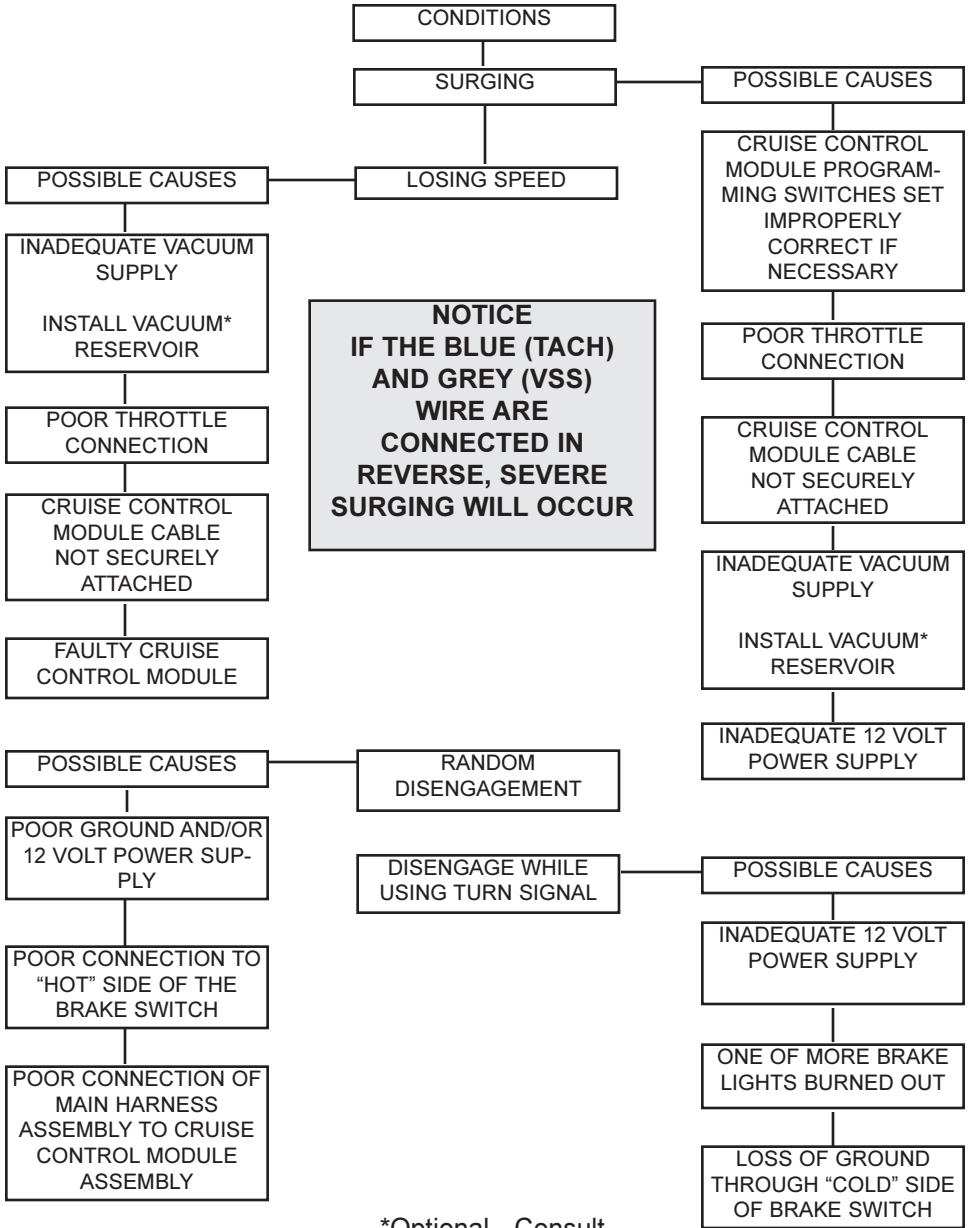 CONDITIONS
SURGING
POSSIBLE CAUSES
CRUISE CONTROL
MODULE PROGRAM-
MING SWITCHES SET
IMPROPERLY
CORRECT IF
NECESSARY
POOR THROTTLE
CONNECTION
CRUISE CONTROL
MODULE CABLE
NOT SECURELY
ATTACHED
INADEQUATE VACUUM
SUPPLY
INSTALL VACUUM*
RESERVOIR
INADEQUATE 12 VOLT
POWER SUPPLY
LOSING SPEED
POSSIBLE CAUSES
INADEQUATE VACUUM
SUPPLY
INSTALL VACUUM*
RESERVOIR
POOR THROTTLE
CONNECTION
CRUISE CONTROL
MODULE CABLE
NOT SECURELY
ATTACHED
FAULTY CRUISE
CONTROL MODULE
NOTICE
IF THE BLUE (TACH)
AND GREY (VSS)
WIRE ARE
CONNECTED IN
REVERSE, SEVERE
SURGING WILL OCCUR
RANDOM
DISENGAGEMENT
POSSIBLE CAUSES
POOR GROUND AND/OR
12 VOLT POWER SUP-
PLY
POOR CONNECTION TO
“HOT” SIDE OF THE
BRAKE SWITCH
POOR CONNECTION OF
MAIN HARNESS
ASSEMBLY TO CRUISE
CONTROL MODULE
ASSEMBLY
DISENGAGE WHILE
USING TURN SIGNAL
POSSIBLE CAUSES
INADEQUATE 12 VOLT
POWER SUPPLY
ONE OF MORE BRAKE
LIGHTS BURNED OUT
LOSS OF GROUND
THROUGH “COLD” SIDE
OF BRAKE SWITCH
*Optional - Consult